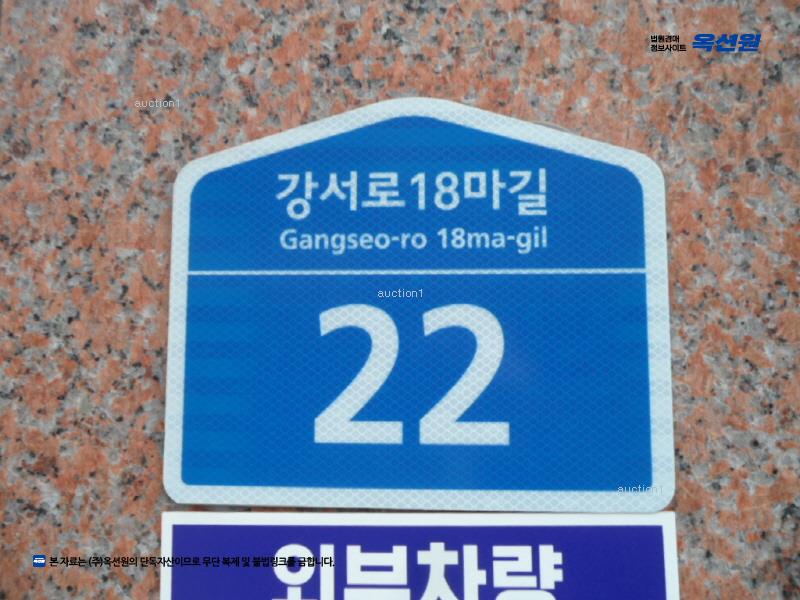 법원경매
정보사이트 옥션원
auction1
강서로18마길
Gangseo-ro 18ma-gil
auction1
22
auction1
외부차량
본 자료는 (주)옥션원의 단독자산이므로 무단 복제 및 불법링크를 금합니다.